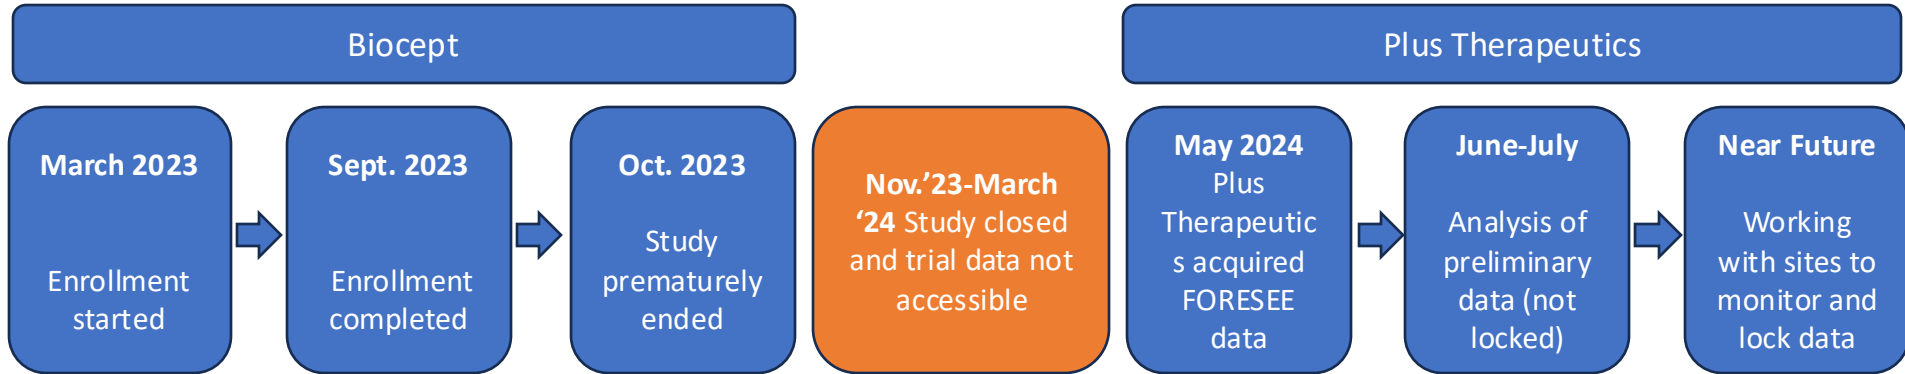 Biocept
Plus Therapeutics
March 2023
Enrollment
started
Sept. 2023
Enrollment
completed
Oct. 2023
Study
prematurely
ended
Nov.’23-March
‘24 Study closed
and trial data not
accessible
May 2024
Plus
Therapeutic
s acquired
FORESEE
data
June-July
Analysis of
preliminary
data (not
locked)
Near Future
Working
with sites to
monitor and
lock data